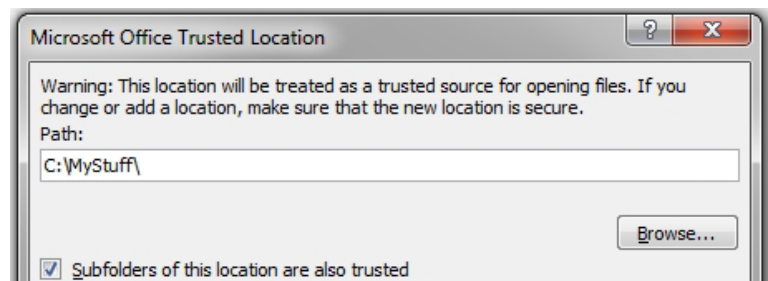 Microsoft Office Trusted Location
Warning: This location will be treated as a trusted source for opening files. If you
change or add a location, make sure that the new location is secure.
Path:
C:\MyStuff\
Browse...
Subfolders of this location are also trusted